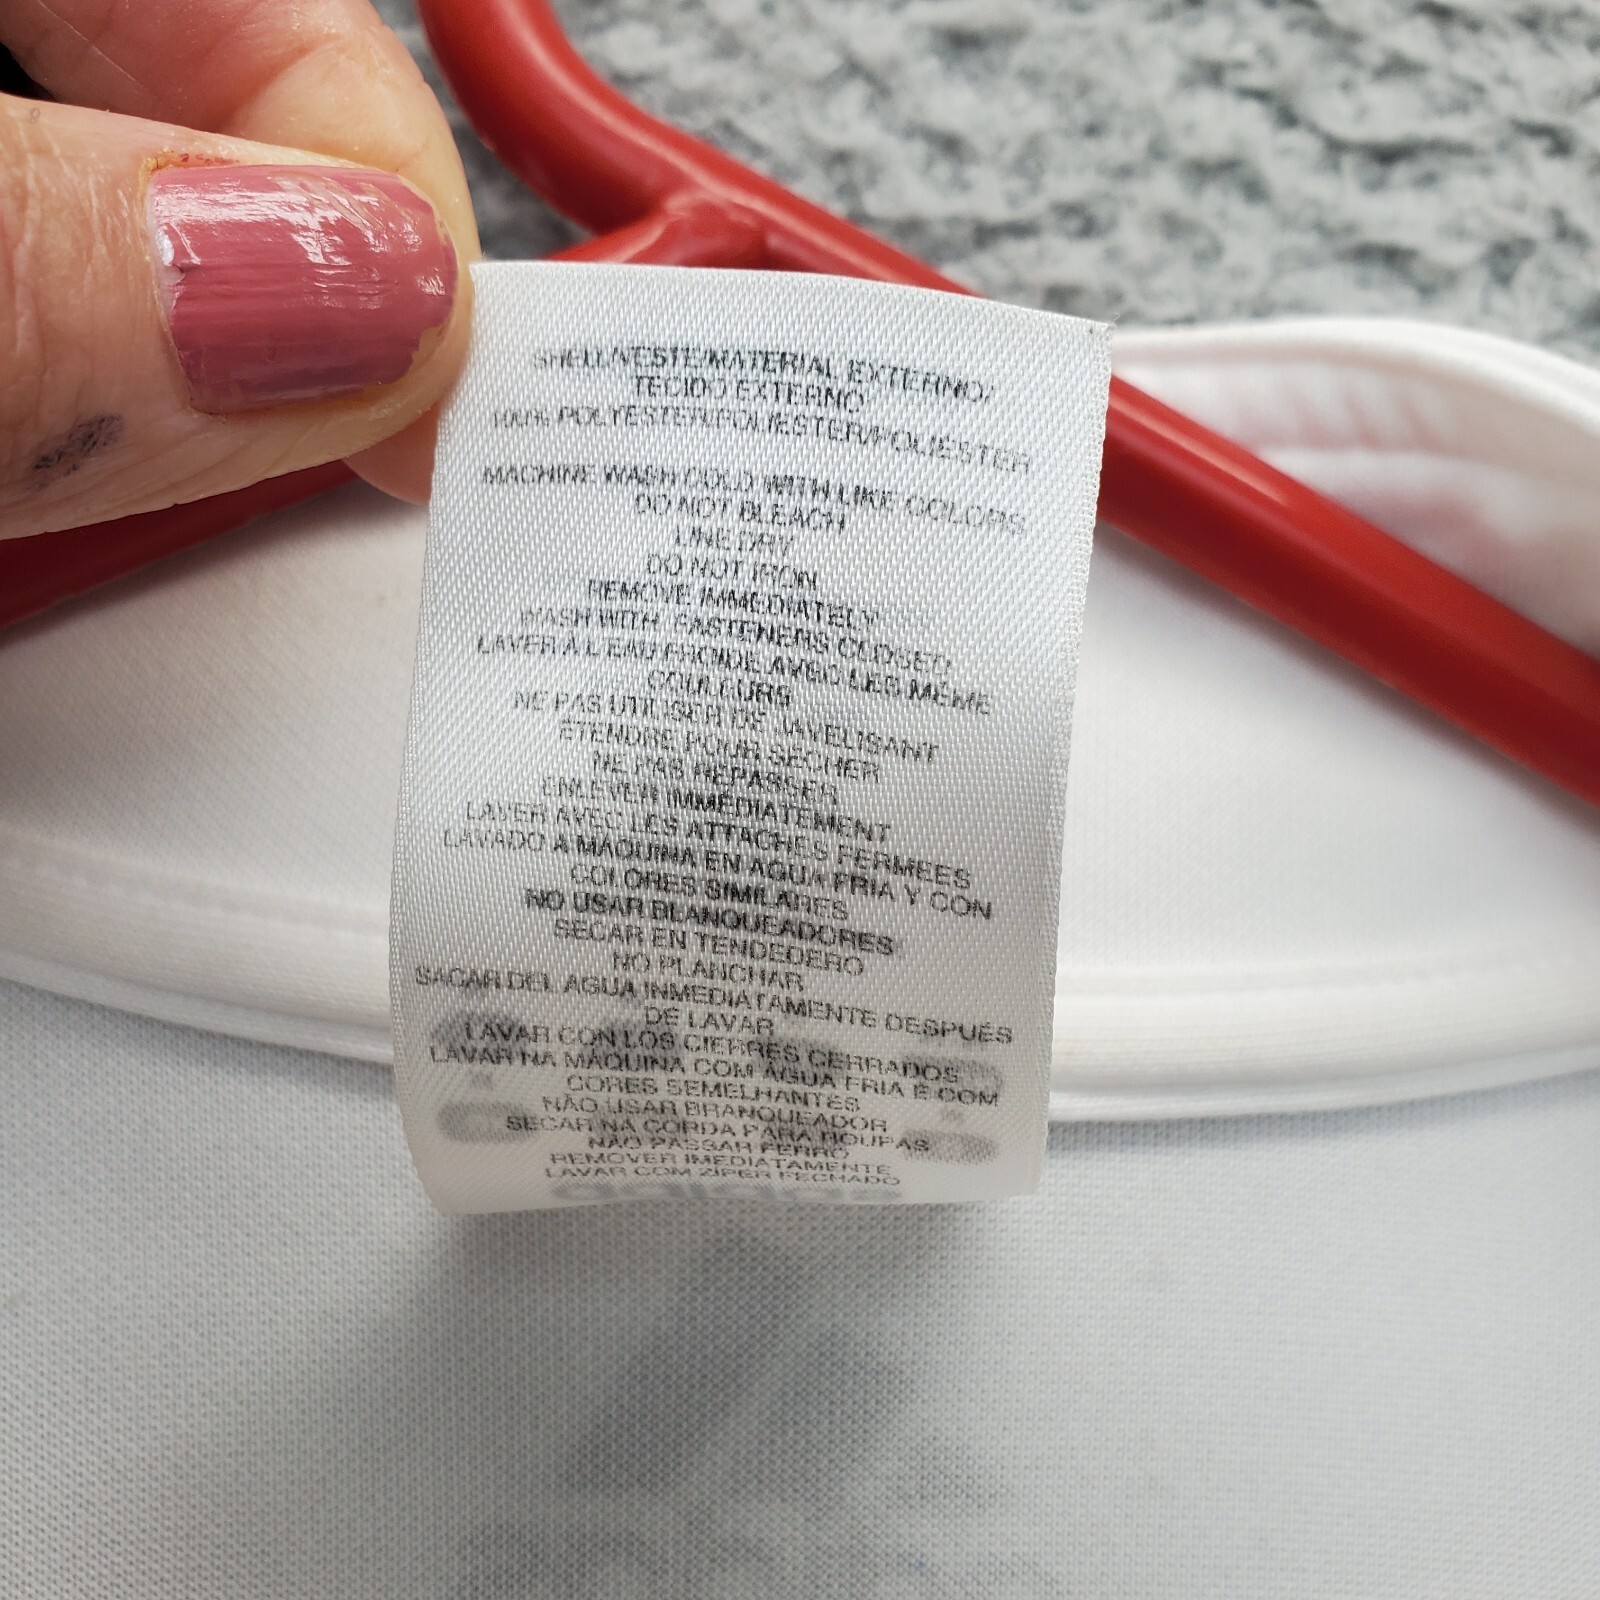 SHELL/VESTE/MATERIAL EXTERNO/
TECIDO EXTERNO
100% POLYESTER/POLIESTER/POLIÉSTER
MACHINE WASH COLD WITH LIKE COLORS
DO NOT BLEACH
LINE DRY
DO NOT IRON
REMOVE IMMEDIATELY
WASH WITH FASTENERS CLOSED
LAVER À L'EAU FROIDE AVEC LES MÊME
COULEURS
NE PAS UTILISER DE JAVELISANT
ÉTENDRE POUR SÉCHER
NE PAS REPASSER
ENLEVER IMMÉDIATEMENT
LAVER AVEC LES ATTACHES FERMEES
LAVADO A MÁQUINA EN AGUA FRIA Y CON
COLORES SIMILARES
NO USAR BLANQUEADORES
SECAR EN TENDEDERO
NO PLANCHAR
SACAR DEL AGUA INMEDIATAMENTE DESPUÉS
DE LAVAR
LAVAR CON LOS CIERRES CERRADOS
LAVAR NA MÁQUINA COM ÁGUA FRIA E COM
CORES SEMELHANTES
NÃO USAR BRANQUEADOR
SECAR NA CORDA PARA ROUPAS
NÃO PASSAR FERRO
REMOVER IMEDIATAMENTE
LAVAR COM ZÍPER FECHADO